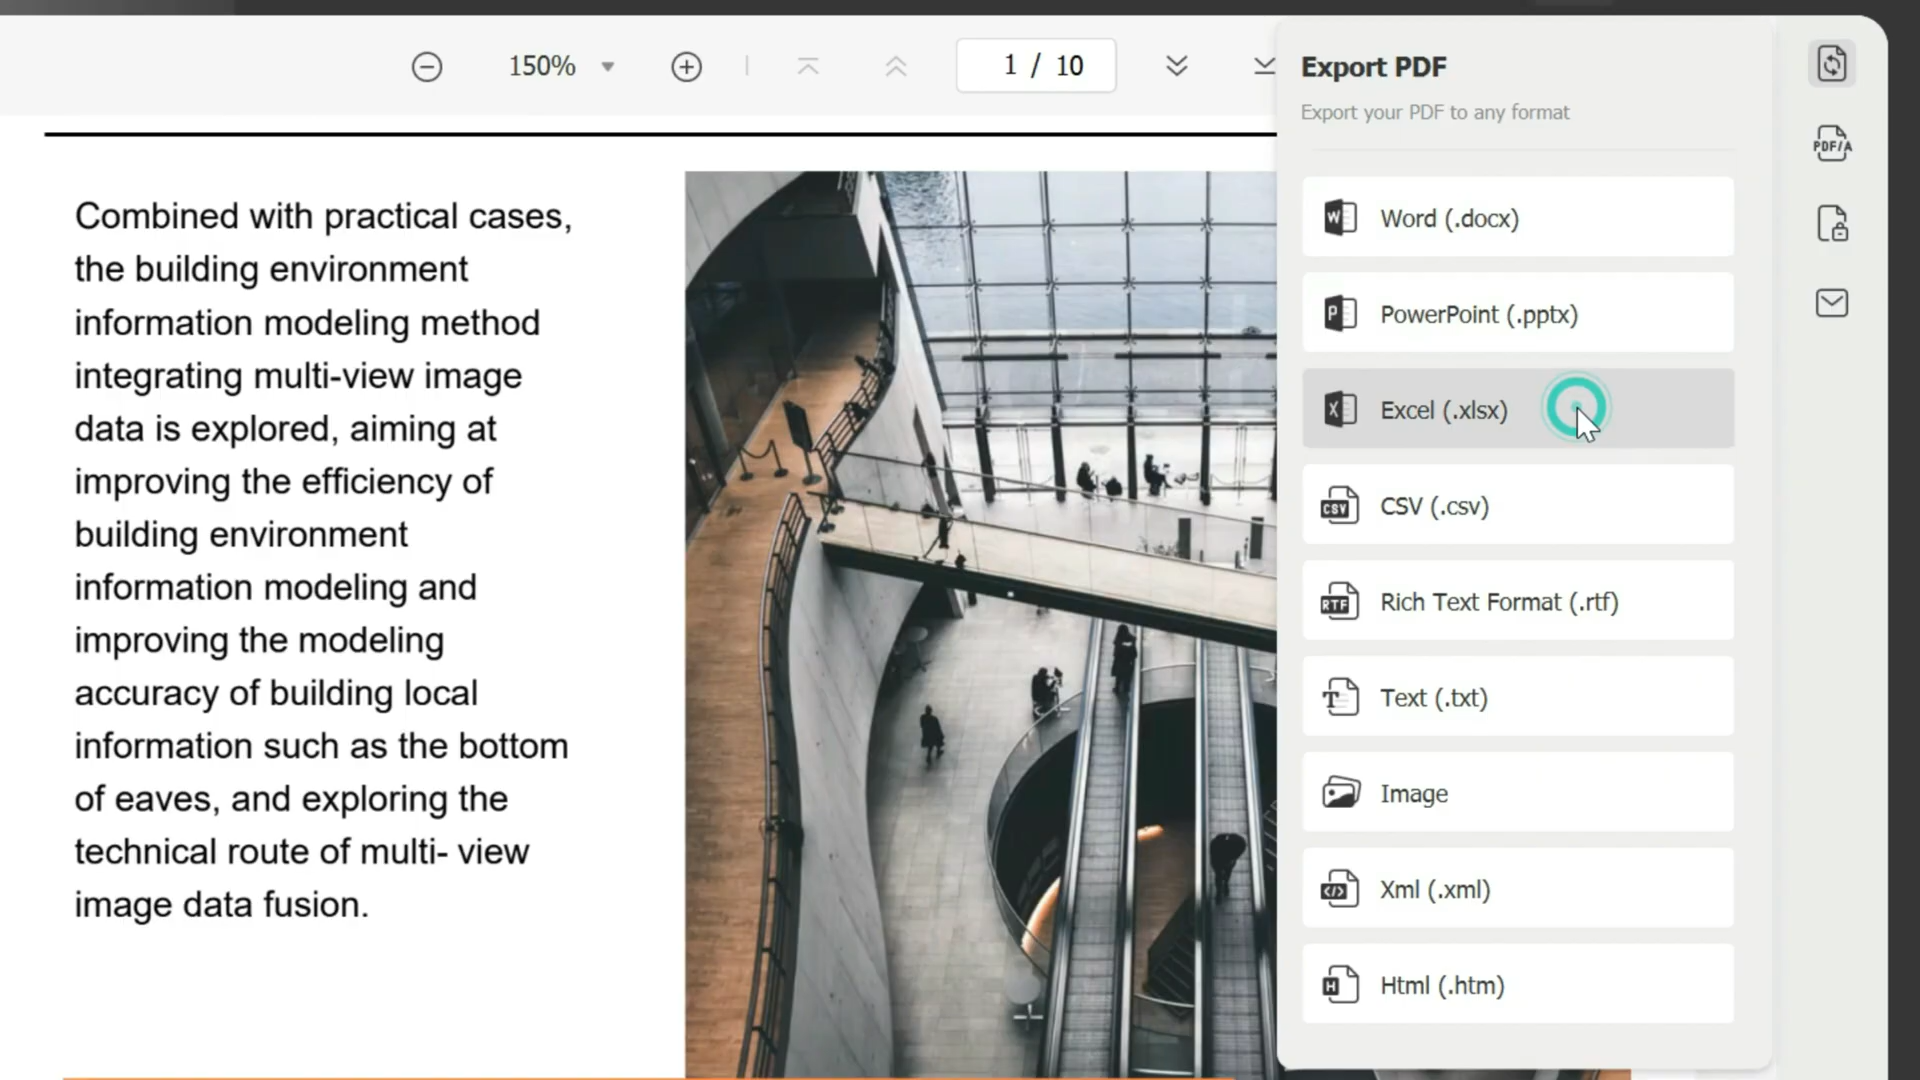 150%
1 / 10
Export PDF
Export your PDF to any format
PDF/A
Combined with practical cases,
the building environment
information modeling method
integrating multi-view image
data is explored, aiming at
improving the efficiency of
building environment
information modeling and
improving the modeling
accuracy of building local
information such as the bottom
of eaves, and exploring the
technical route of multi- view
image data fusion.
W Word (.docx)
P PowerPoint (.pptx)
X Excel (.xlsx)
CSV CSV (.csv)
RTF Rich Text Format (.rtf)
T Text (.txt)
Image
</> Xml (.xml)
H Html (.htm)